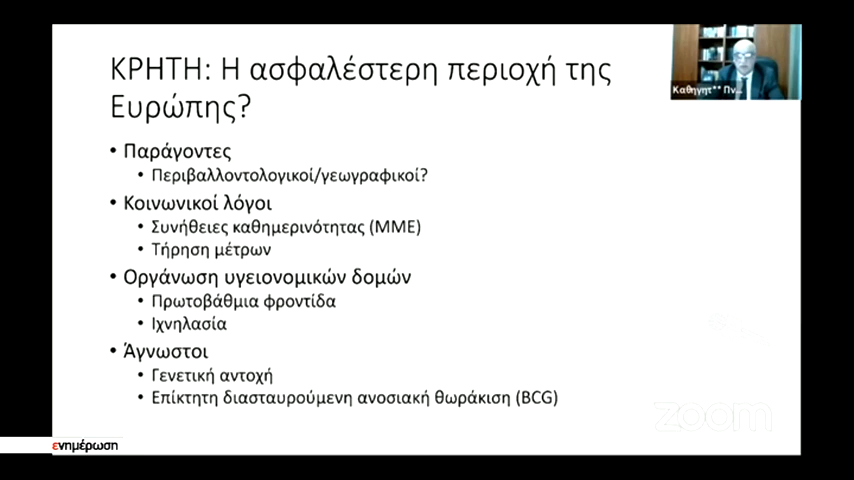 ΚΡΗΤΗ: Η ασφαλέστερη περιοχή της
Ευρώπης?
• Παράγοντες
• Περιβαλλοντολογικοί/γεωγραφικοί?
• Κοινωνικοί λόγοι
• Συνήθειες καθημερινότητας (ΜΜΕ)
• Τήρηση μέτρων
• Οργάνωση υγειονομικών δομών
• Πρωτοβάθμια φροντίδα
• Ιχνηλασία
• Άγνωστοι
• Γενετική αντοχή
• Επίκτητη διασταυρούμενη ανοσιακή θωράκιση (BCG)
Καθηγητ** Πν...
zoom
ενημέρωση